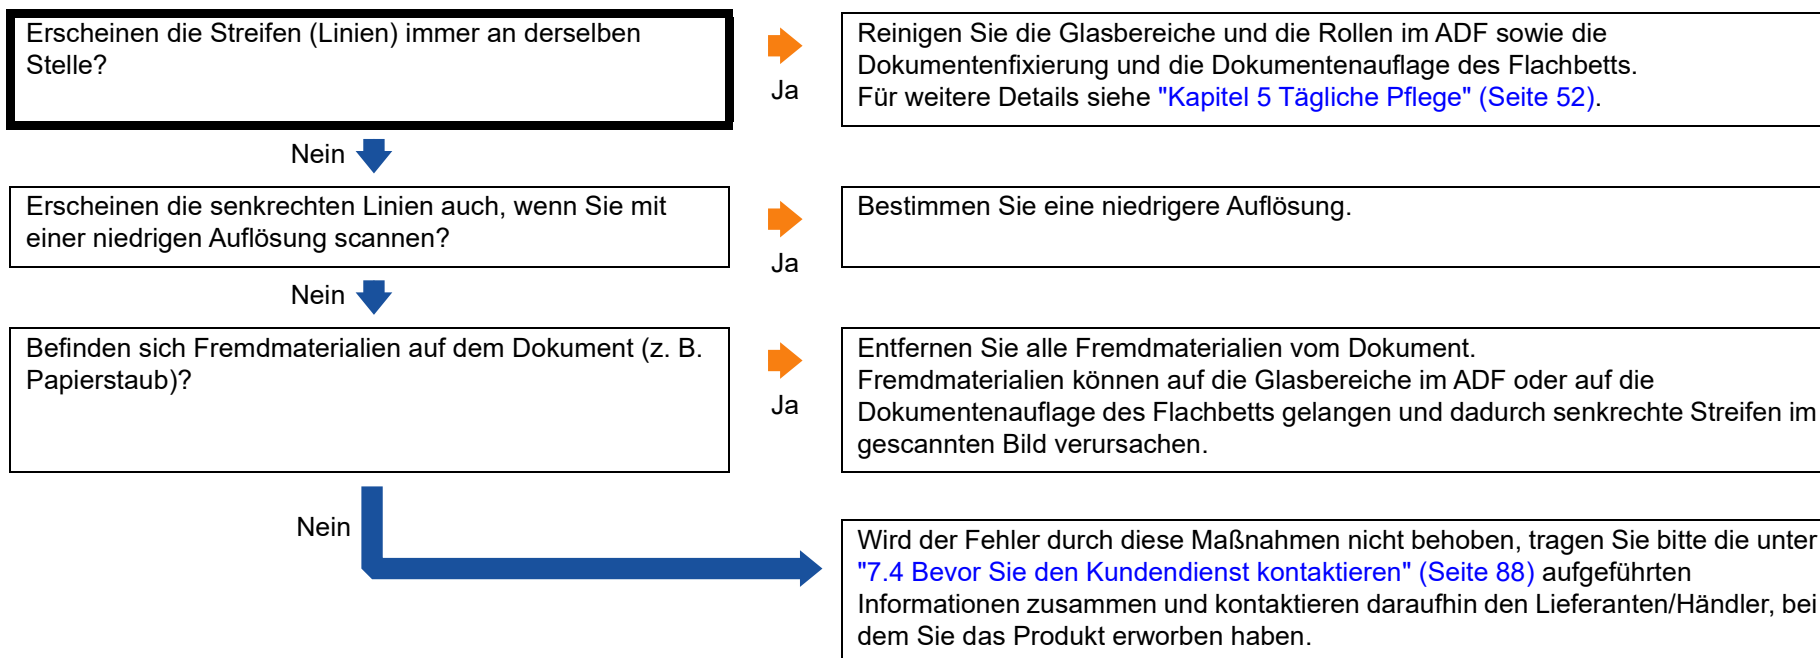 Erscheinen die Streifen (Linien) immer an derselben
Stelle?
Ja
Reinigen Sie die Glasbereiche und die Rollen im ADF sowie die
Dokumentenfixierung und die Dokumentenauflage des Flachbetts.
Für weitere Details siehe "Kapitel 5 Tägliche Pflege" (Seite 52).
Nein
Erscheinen die senkrechten Linien auch, wenn Sie mit
einer niedrigen Auflösung scannen?
Ja
Bestimmen Sie eine niedrigere Auflösung.
Nein
Befinden sich Fremdmaterialien auf dem Dokument (z. B.
Papierstaub)?
Ja
Entfernen Sie alle Fremdmaterialien vom Dokument.
Fremdmaterialien können auf die Glasbereiche im ADF oder auf die
Dokumentenauflage des Flachbetts gelangen und dadurch senkrechte Streifen im
gescannten Bild verursachen.
Nein
Wird der Fehler durch diese Maßnahmen nicht behoben, tragen Sie bitte die unter
"7.4 Bevor Sie den Kundendienst kontaktieren" (Seite 88) aufgeführten
Informationen zusammen und kontaktieren daraufhin den Lieferanten/Händler, bei
dem Sie das Produkt erworben haben.